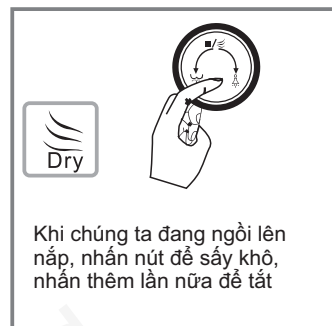 Dry
Khi chúng ta đang ngồi lên
nắp, nhấn nút để sấy khô,
nhấn thêm lần nữa để tắt